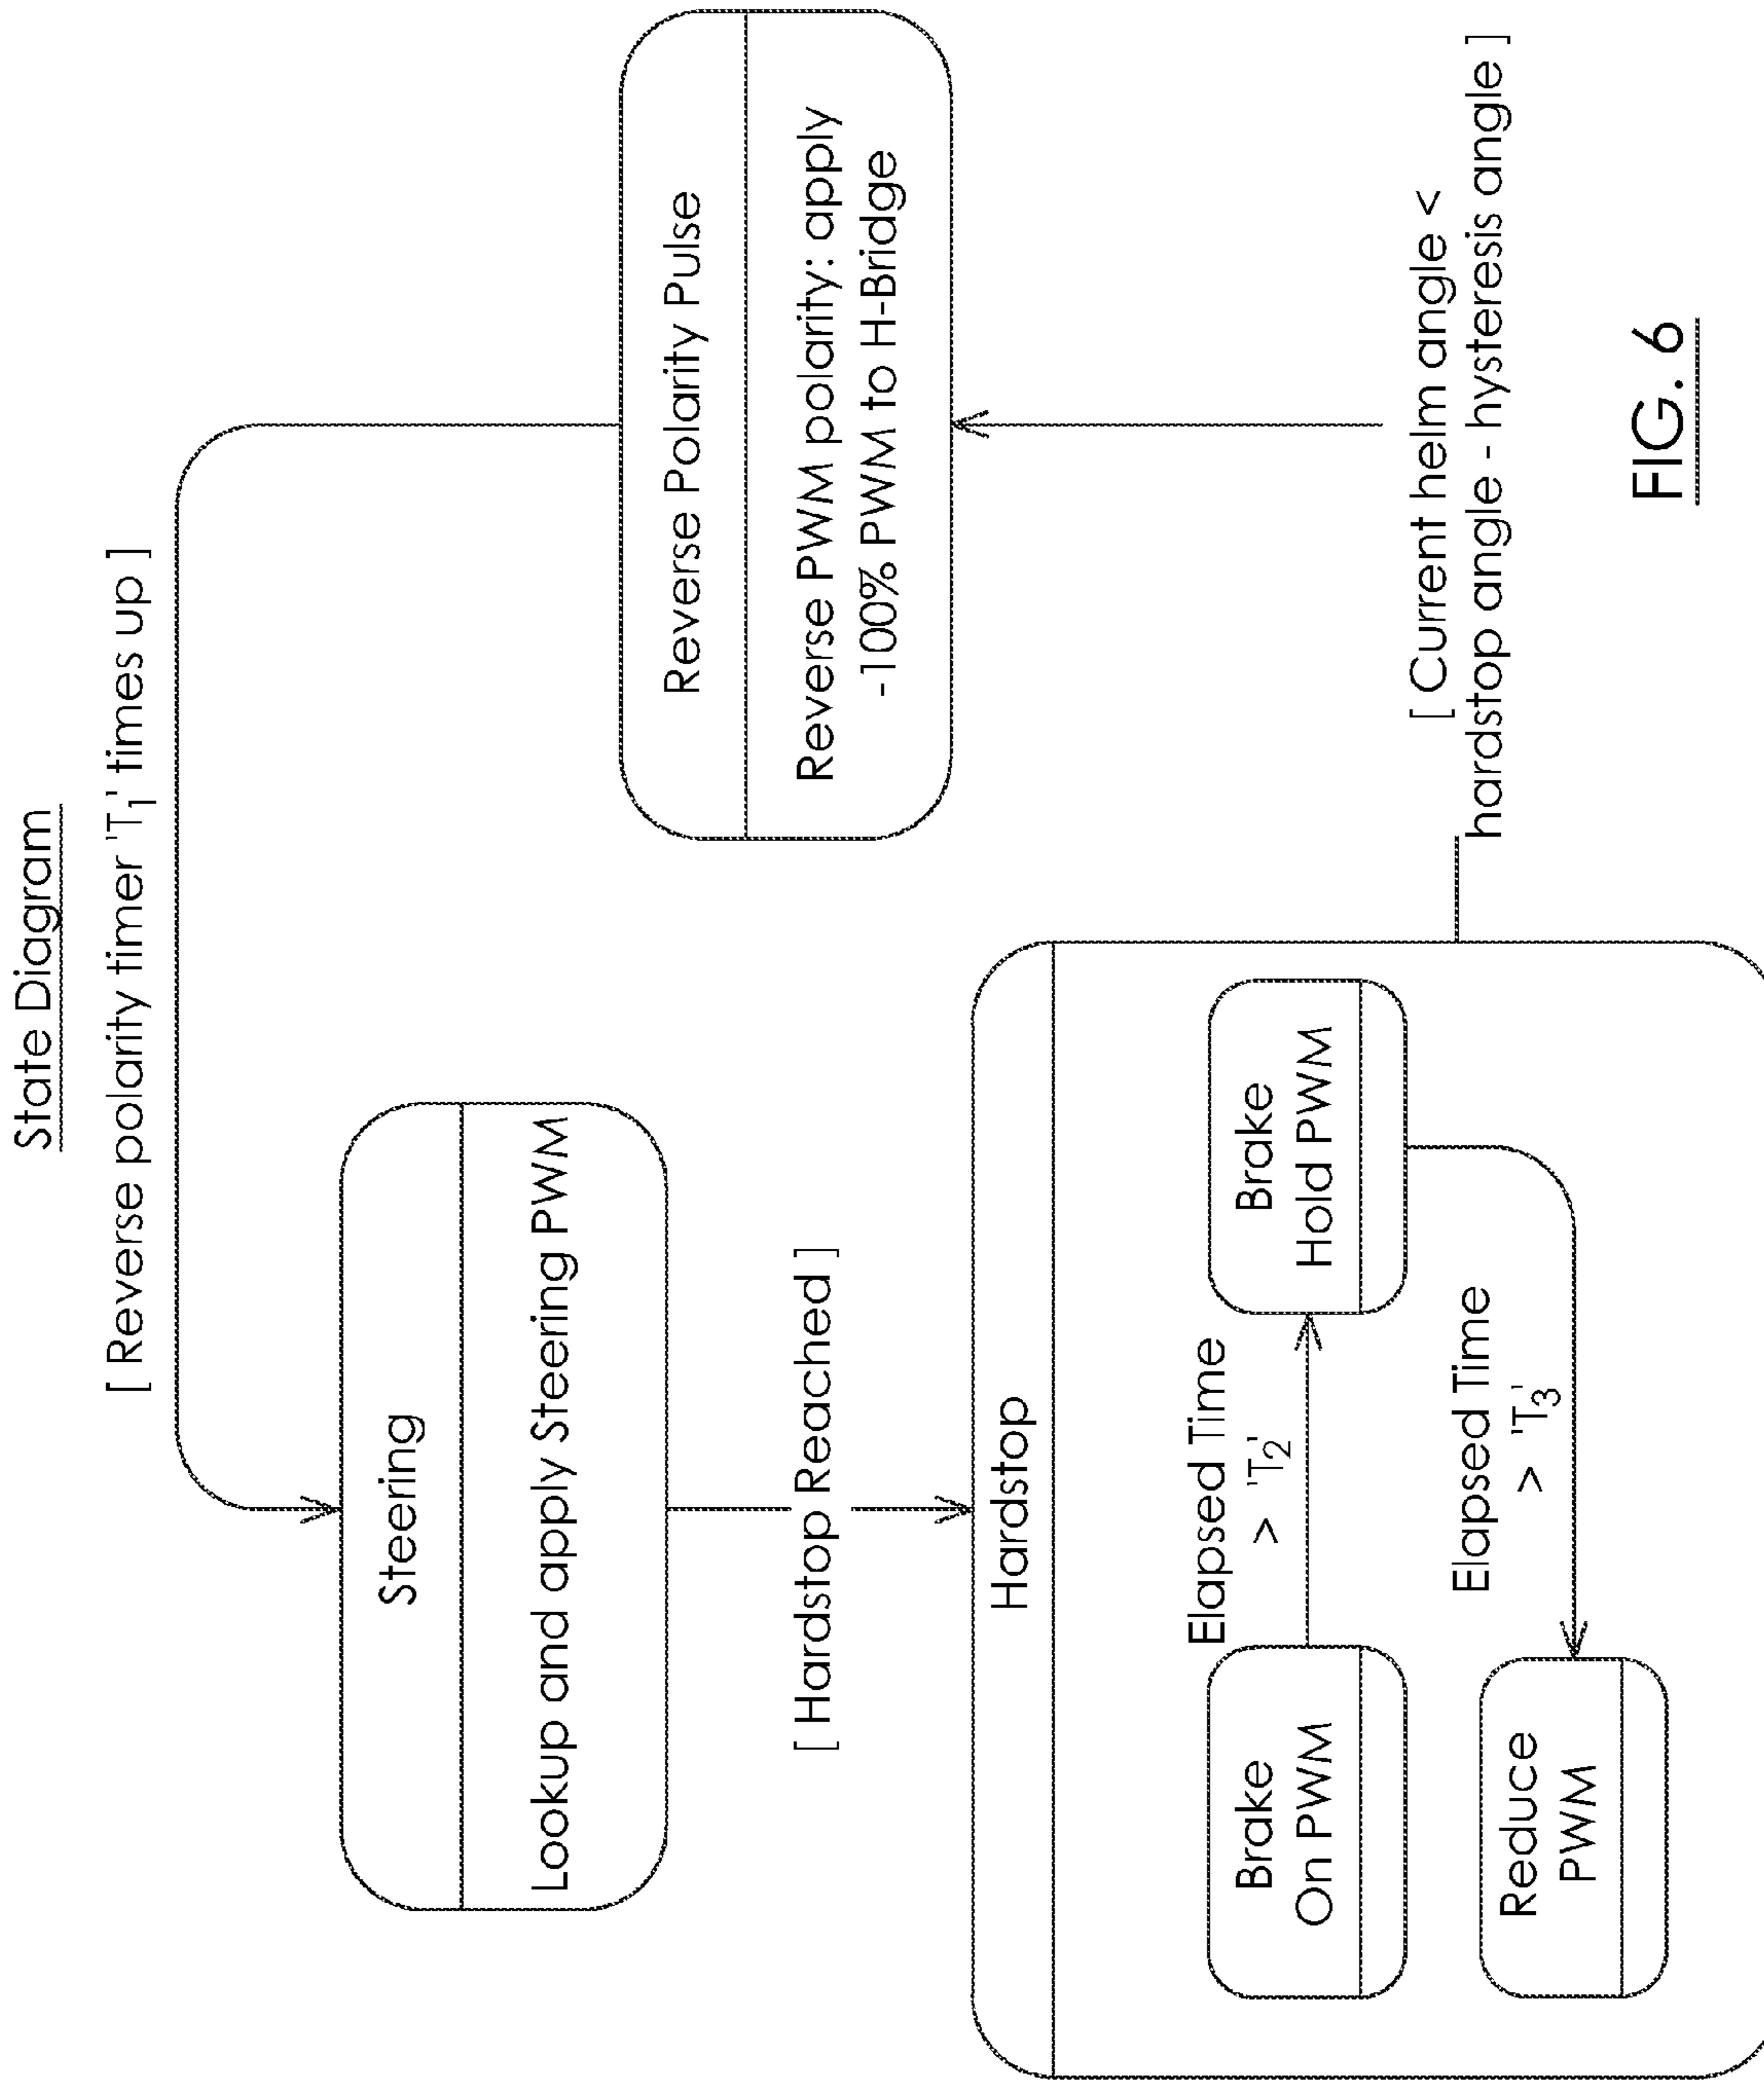 State Diagram
[ Reverse polarity timer 'T1' times up ]
Steering
Lookup and apply Steering PWM
Reverse Polarity Pulse
Reverse PWM polarity: apply
-100% PWM to H-Bridge
[ Hardstop Reached ]
Hardstop
Brake
On PWM
Elapsed Time
> 'T2'
Brake
Hold PWM
Elapsed Time
> 'T3'
Reduce
PWM
[ Current helm angle <
hardstop angle - hysteresis angle ]
FIG. 6